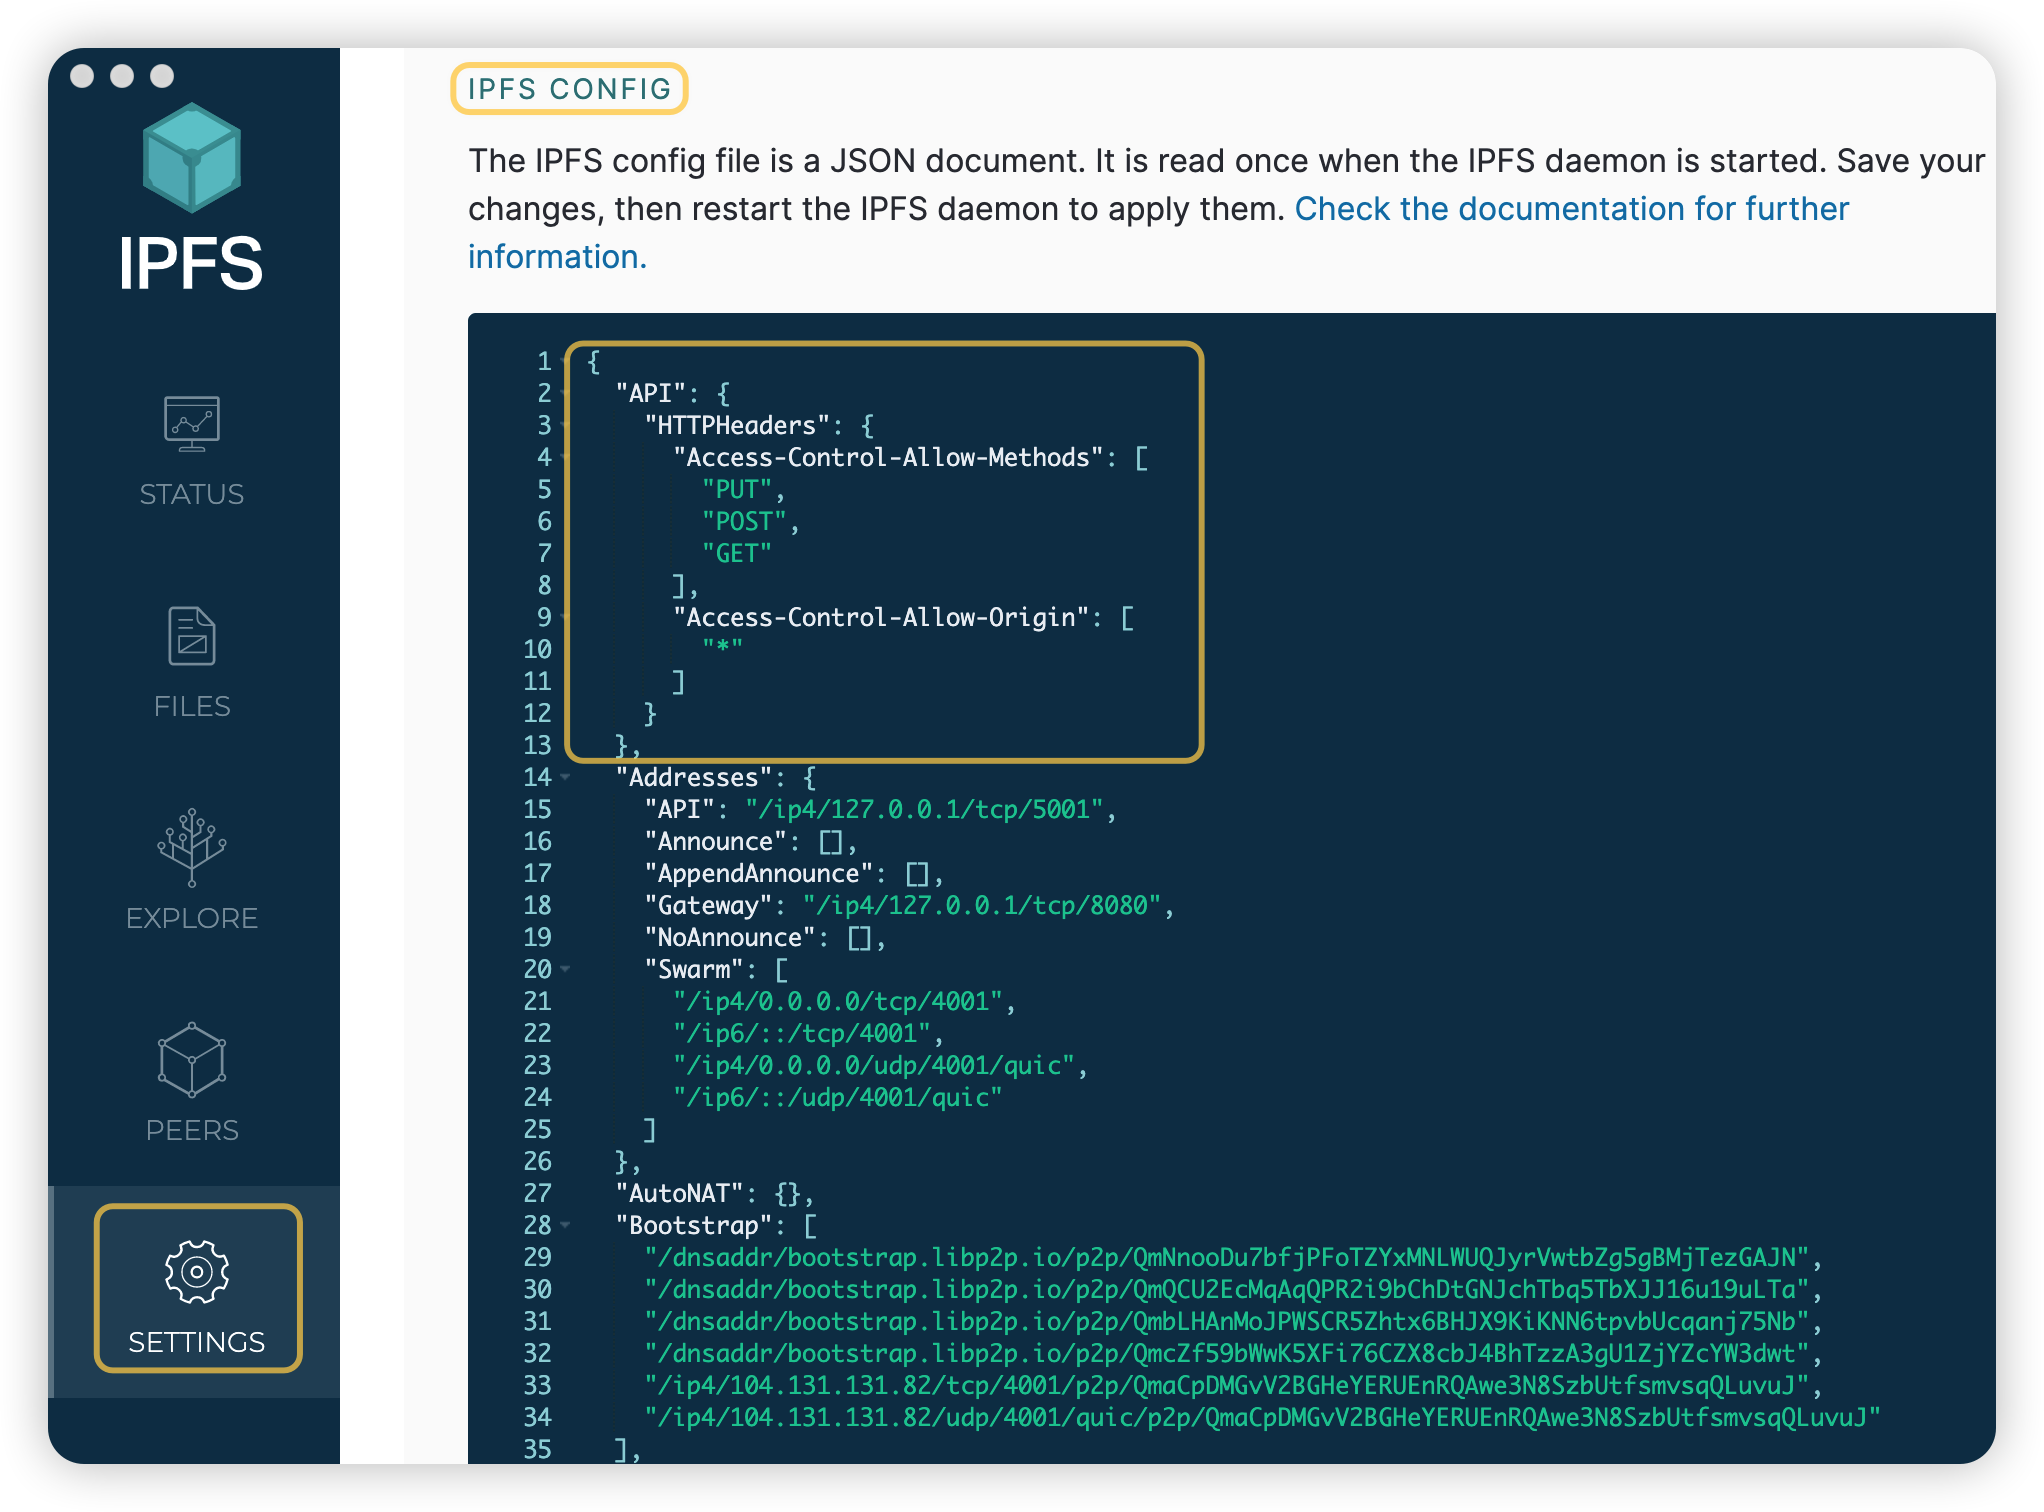 IPFS
STATUS
FILES
EXPLORE
PEERS
SETTINGS
IPFS CONFIG
The IPFS config file is a JSON document. It is read once when the IPFS daemon is started. Save your
changes, then restart the IPFS daemon to apply them. Check the documentation for further
information.
1 {
2 "API": {
3 "HTTPHeaders": {
4 "Access-Control-Allow-Methods": [
5 "PUT",
6 "POST",
7 "GET"
8 ],
9 "Access-Control-Allow-Origin": [
10 "*"
11 ]
12 }
13 },
14 "Addresses": {
15 "API": "/ip4/127.0.0.1/tcp/5001",
16 "Announce": [],
17 "AppendAnnounce": [],
18 "Gateway": "/ip4/127.0.0.1/tcp/8080",
19 "NoAnnounce": [],
20 "Swarm": [
21 "/ip4/0.0.0.0/tcp/4001",
22 "/ip6/::/tcp/4001",
23 "/ip4/0.0.0.0/udp/4001/quic",
24 "/ip6/::/udp/4001/quic"
25 ]
26 },
27 "AutoNAT": {},
28 "Bootstrap": [
29 "/dnsaddr/bootstrap.libp2p.io/p2p/QmNnooDu7bfjPFoTZYxMNLWUQJyrVwtbZg5gBMjTezGAJN",
30 "/dnsaddr/bootstrap.libp2p.io/p2p/QmQCU2EcMqAqQPR2i9bChDtGNJchTbq5TbXJJ16u19uLTa",
31 "/dnsaddr/bootstrap.libp2p.io/p2p/QmbLHAnMoJPWSCR5Zhtx6BHJX9KiKNN6tpvbUcqanj75Nb",
32 "/dnsaddr/bootstrap.libp2p.io/p2p/QmcZf59bWwK5XFi76CZX8cbJ4BhTzzA3gU1ZjYZcYW3dwt",
33 "/ip4/104.131.131.82/tcp/4001/p2p/QmaCpDMGvV2BGHeYERUEnRQAwe3N8SzbUtfsmvsqQLuvuJ",
34 "/ip4/104.131.131.82/udp/4001/quic/p2p/QmaCpDMGvV2BGHeYERUEnRQAwe3N8SzbUtfsmvsqQLuvuJ"
35 ],